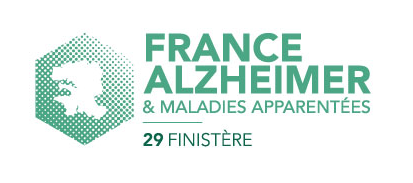 FRANCE
ALZHEIMER
& MALADIES APPARENTÉES
29 FINISTÈRE